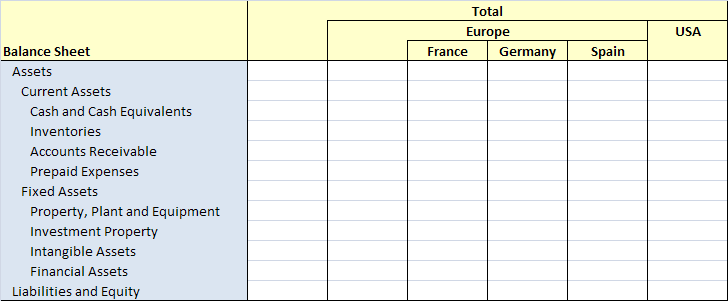 Total
Europe USA
Balance Sheet France Germany Spain
Assets
Current Assets
Cash and Cash Equivalents
Inventories
Accounts Receivable
Prepaid Expenses
Fixed Assets
Property, Plant and Equipment
Investment Property
Intangible Assets
Financial Assets
Liabilities and Equity